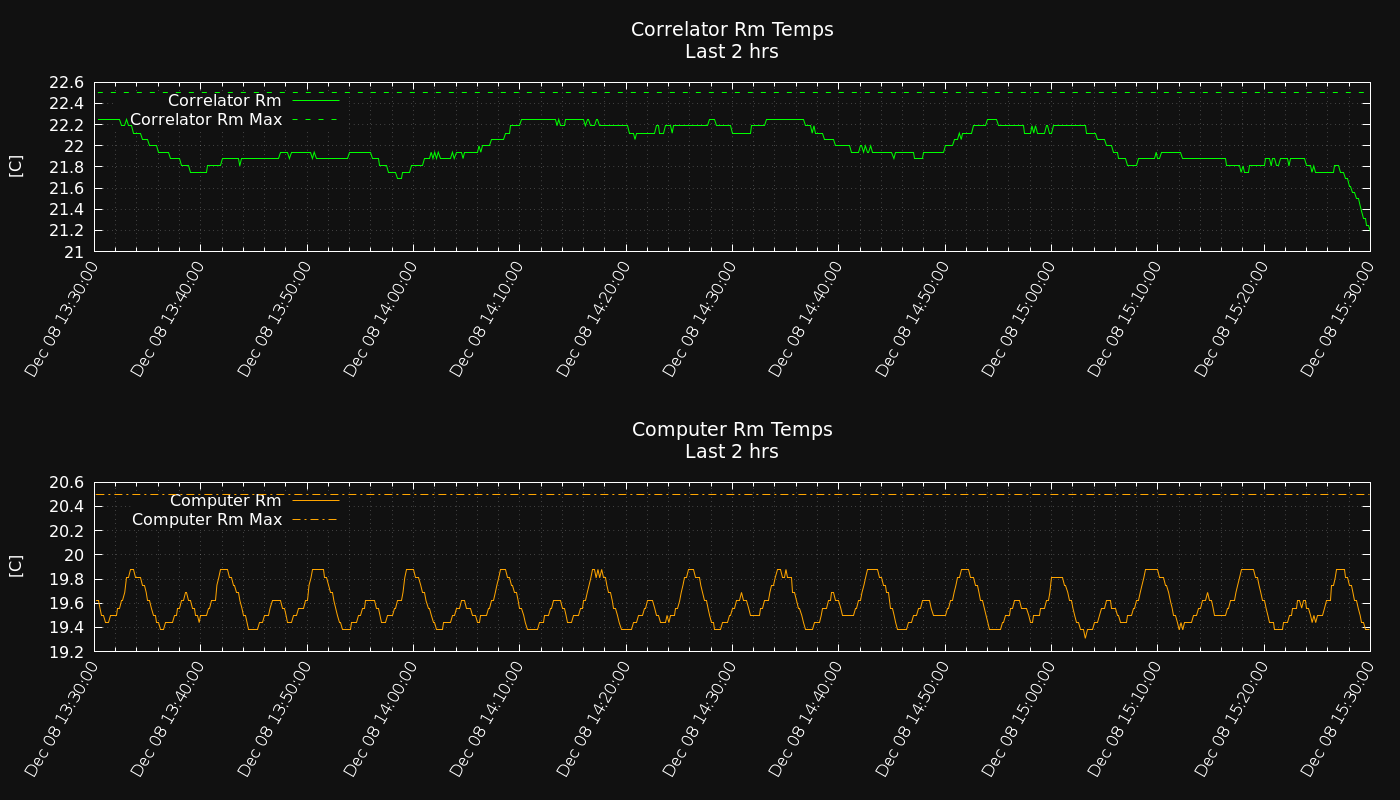 Correlator Rm Temps
Last 2 hrs
[C]
22.6
22.4
22.2
22
21.8
21.6
21.4
21.2
21
Correlator Rm
Correlator Rm Max
Dec 08 13:30:00
Dec 08 13:40:00
Dec 08 13:50:00
Dec 08 14:00:00
Dec 08 14:10:00
Dec 08 14:20:00
Dec 08 14:30:00
Dec 08 14:40:00
Dec 08 14:50:00
Dec 08 15:00:00
Dec 08 15:10:00
Dec 08 15:20:00
Dec 08 15:30:00
Computer Rm Temps
Last 2 hrs
[C]
20.6
20.4
20.2
20
19.8
19.6
19.4
19.2
Computer Rm
Computer Rm Max
Dec 08 13:30:00
Dec 08 13:40:00
Dec 08 13:50:00
Dec 08 14:00:00
Dec 08 14:10:00
Dec 08 14:20:00
Dec 08 14:30:00
Dec 08 14:40:00
Dec 08 14:50:00
Dec 08 15:00:00
Dec 08 15:10:00
Dec 08 15:20:00
Dec 08 15:30:00